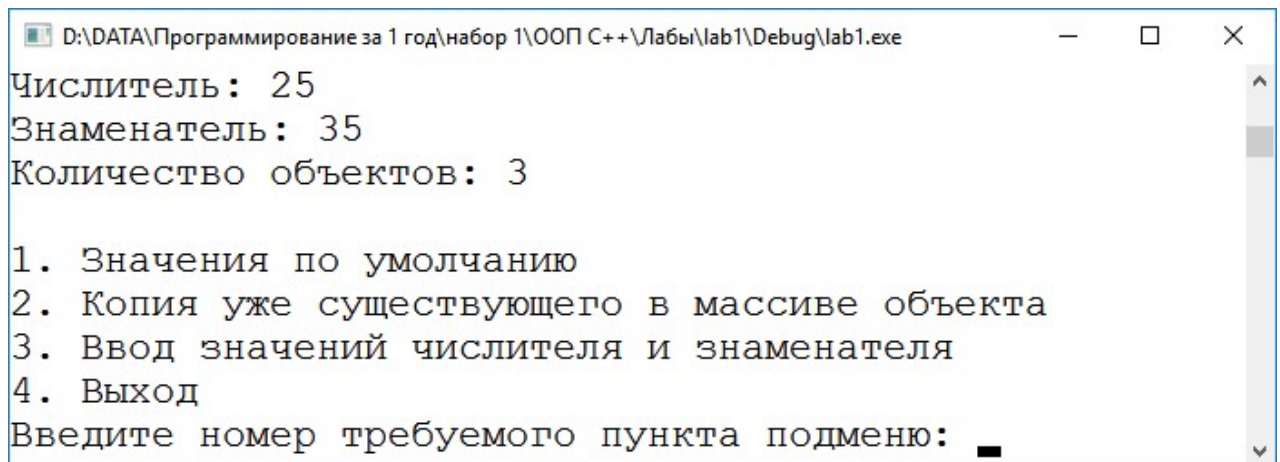 D:\DATA\Программирование за 1 год\набор 1\ООП C++\Лабы\lab1\Debug\lab1.exe
Числитель: 25
Знаменатель: 35
Количество объектов: 3
1. Значения по умолчанию
2. Копия уже существующего в массиве объекта
3. Ввод значений числителя и знаменателя
4. Выход
Введите номер требуемого пункта подменю: